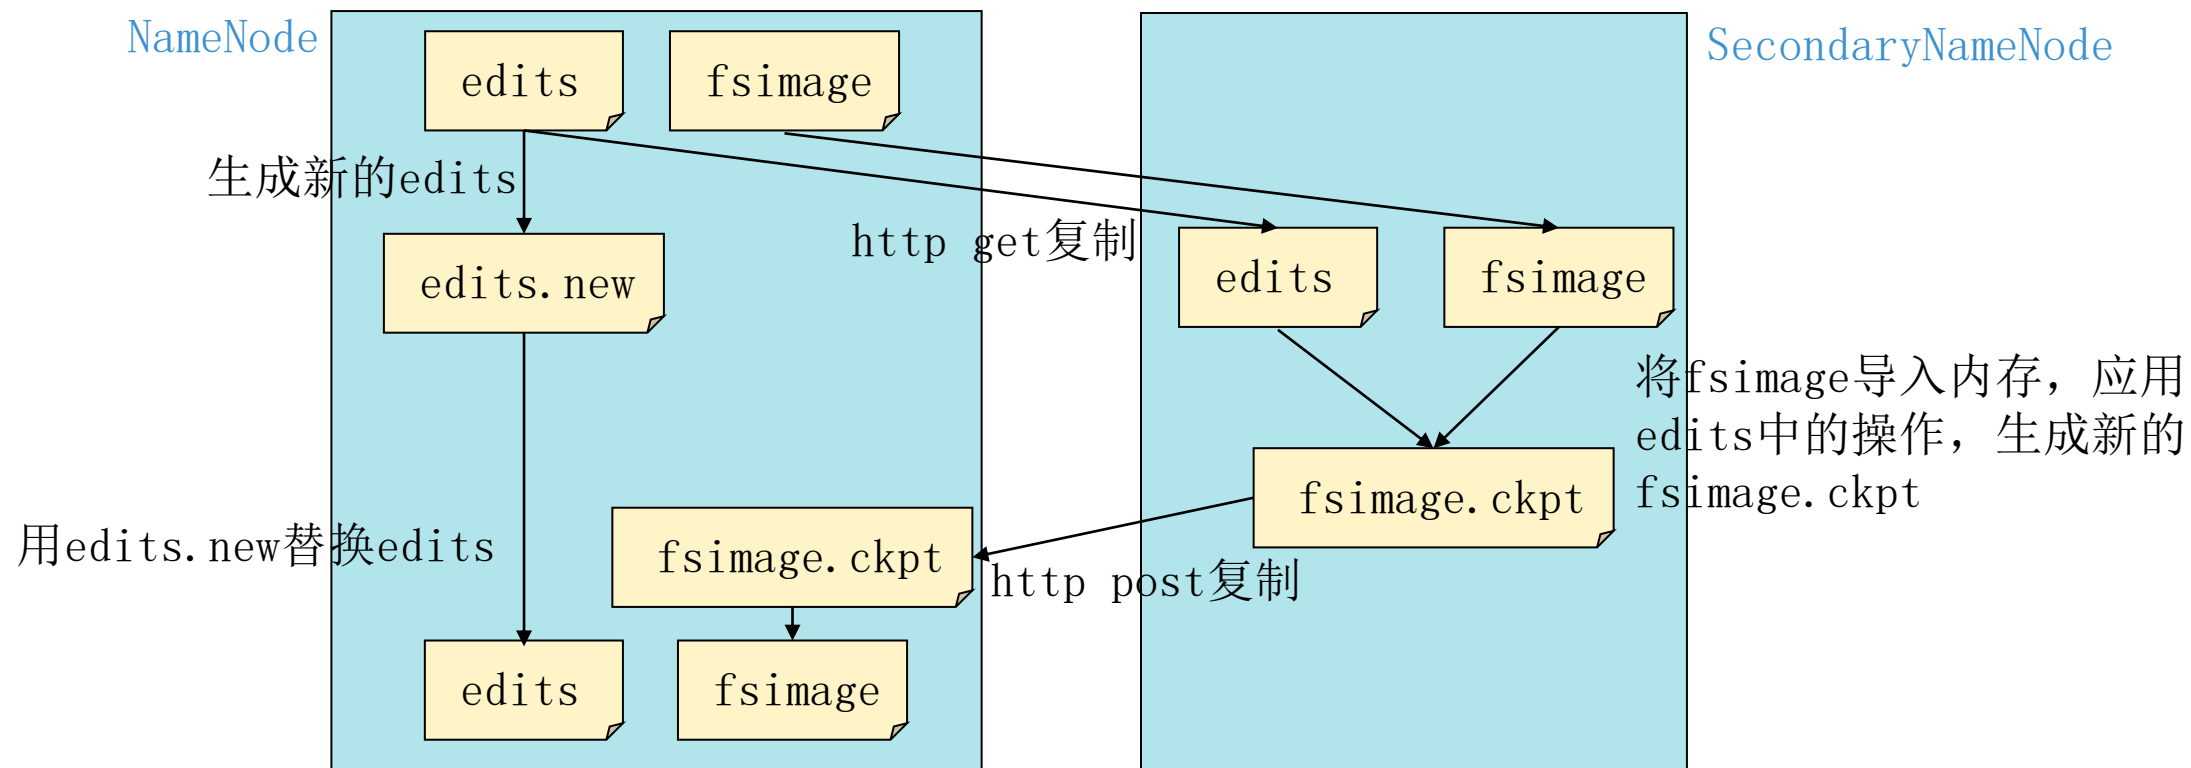 NameNode
SecondaryNameNode
edits
fsimage
生成新的edits
http get复制
edits.new
edits
fsimage
将fsimage导入内存，应用
edits中的操作，生成新的
fsimage.ckpt
fsimage.ckpt
用edits.new替换edits
fsimage.ckpt
http post复制
edits
fsimage